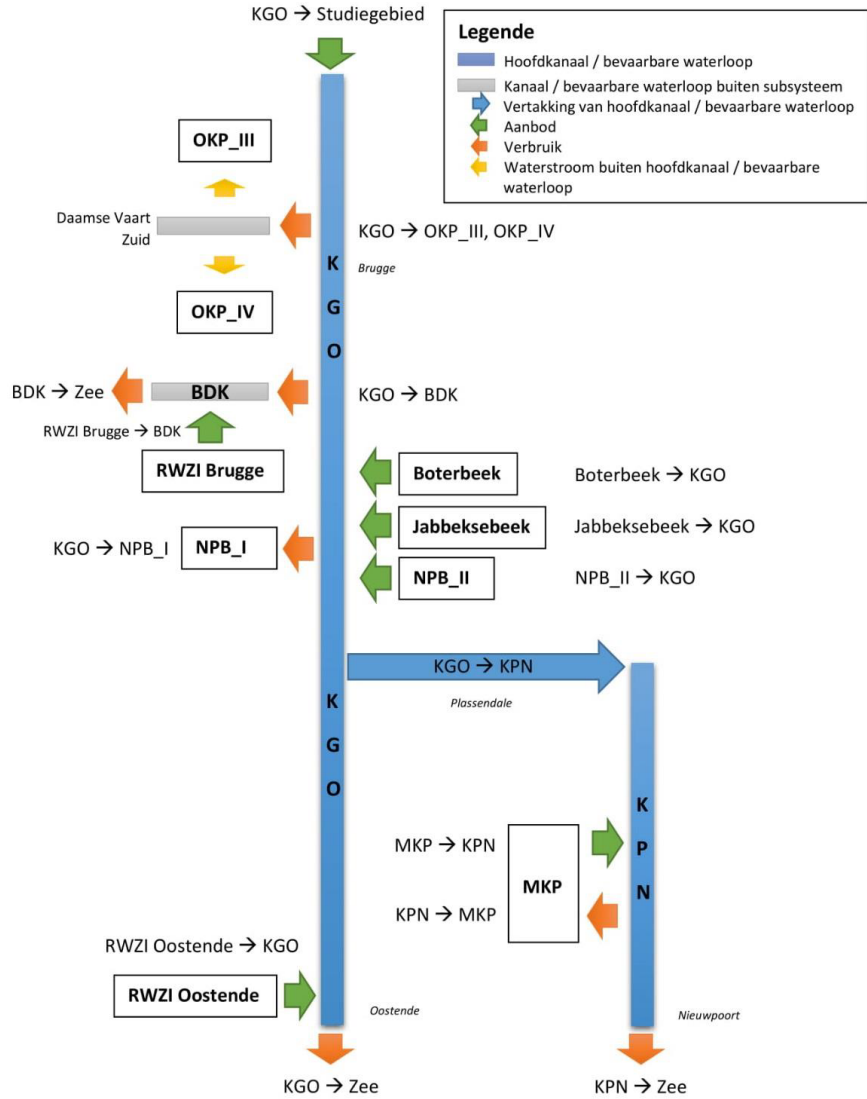 KGO → Studiegebied
Legende
Hoofdkanaal / bevaarbare waterloop
Kanaal / bevaarbare waterloop buiten subsysteem
Vertakking van hoofdkanaal / bevaarbare waterloop
Aanbod
Verbruik
Waterstroom buiten hoofdkanaal / bevaarbare
waterloop
OKP_III
Daamse Vaart
Zuid
KGO → OKP_III, OKP_IV
Brugge
K
G
O
OKP_IV
BDK → Zee
BDK
KGO → BDK
RWZI Brugge → BDK
RWZI Brugge
Boterbeek
Boterbeek → KGO
Jabbeksebeek
Jabbeksebeek → KGO
KGO → NPB_I
NPB_I
NPB_II
NPB_II → KGO
KGO → KPN
Plassendale
K
G
O
K
P
N
MKP → KPN
MKP
KPN → MKP
RWZI Oostende → KGO
RWZI Oostende
Oostende
Nieuwpoort
KGO → Zee
KPN → Zee